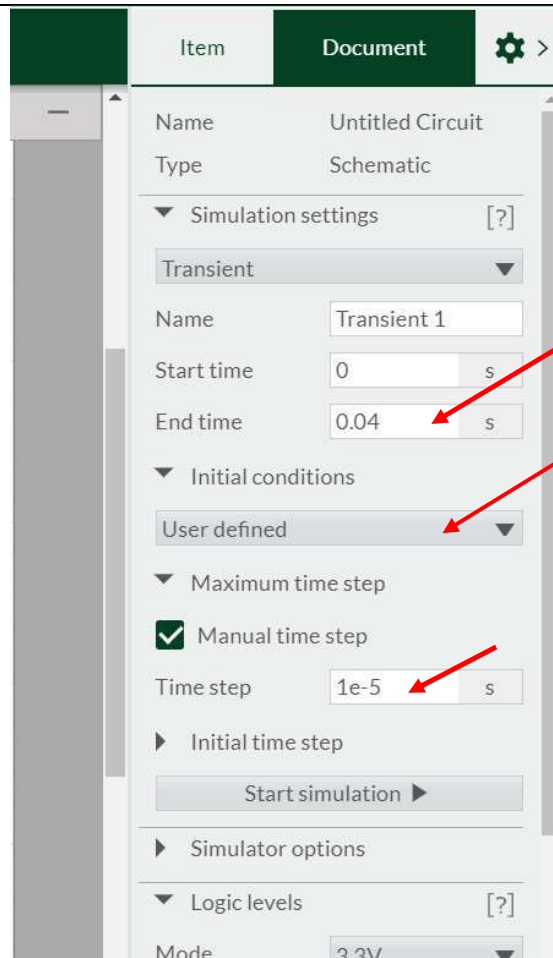 Item Document
Name Untitled Circuit
Type Schematic
Simulation settings [?]
Transient
Name Transient 1
Start time 0 s
End time 0.04 s
Initial conditions
User defined
Maximum time step
Manual time step
Time step 1e-5 s
Initial time step
Start simulation
Simulator options
Logic levels [?]
Mode 3.3V